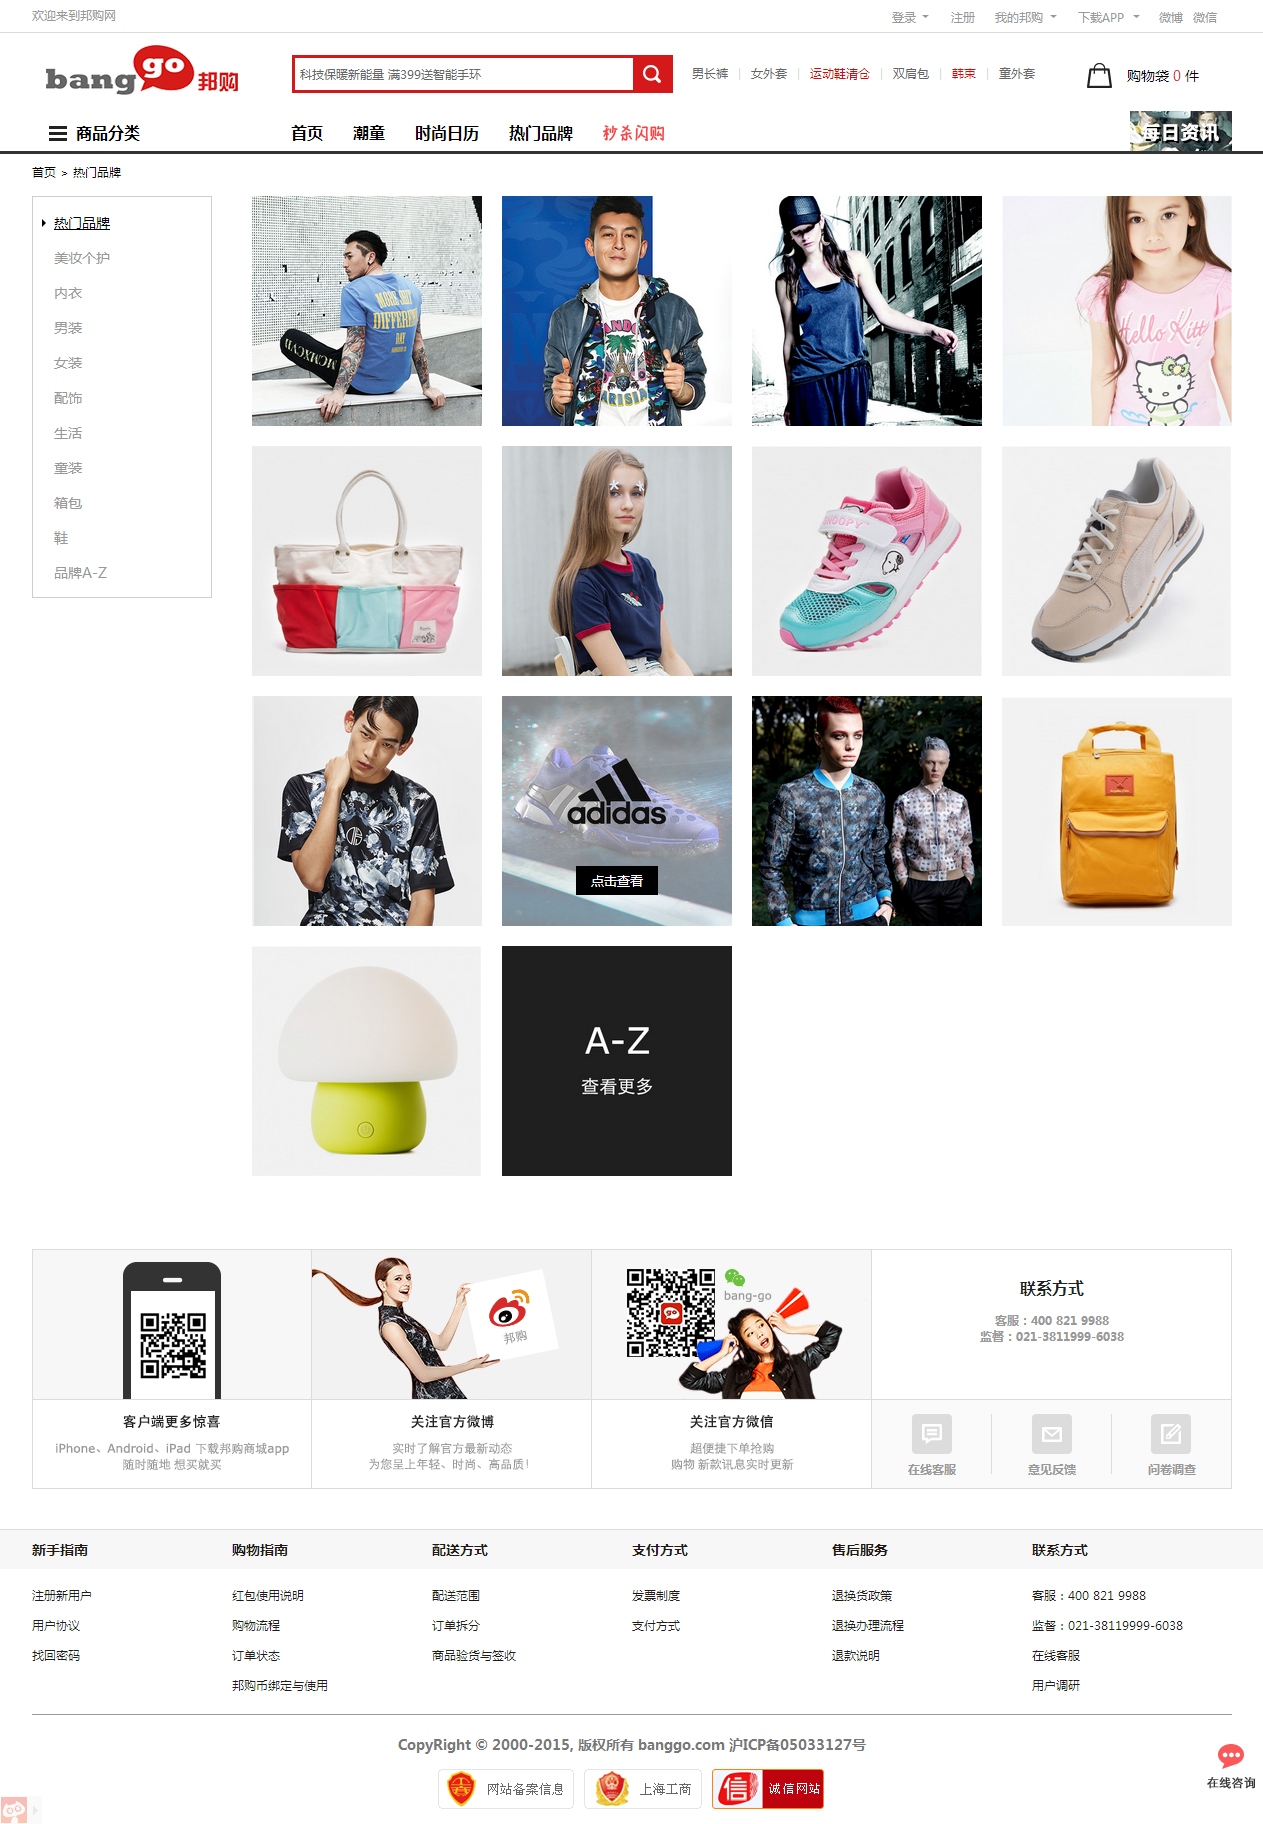 欢迎来到邦购网
登录 注册 我的邦购 下载APP 微博 微信
bang go 邦购
科技保暖新能量 满399送智能手环
男长裤 女外套 运动鞋清仓 双肩包 韩束 童外套
购物袋 0 件
商品分类 首页 潮童 时尚日历 热门品牌 秒杀闪购
每日资讯
首页 > 热门品牌
热门品牌
美妆个护
内衣
男装
女装
配饰
生活
童装
箱包
鞋
品牌A-Z
DIFFERENT
DAY
Hello Kitty
SNOOPY
adidas
点击查看
A-Z
查看更多
邦购
bang-go
联系方式
客服：400 821 9988
监督：021-3811999-6038
客户端更多惊喜
iPhone、Android、iPad 下载邦购商城app
随时随地 想买就买
关注官方微博
实时了解官方最新动态
为您呈上年轻、时尚、高品质！
关注官方微信
超便捷下单抢购
购物 新款讯息实时更新
在线客服 意见反馈 问卷调查
新手指南 购物指南 配送方式 支付方式 售后服务 联系方式
注册新用户 红包使用说明 配送范围 发票制度 退换货政策 客服：400 821 9988
用户协议 购物流程 订单拆分 支付方式 退换办理流程 监督：021-38119999-6038
找回密码 订单状态 商品验货与签收 退款说明 在线客服
邦购币绑定与使用 用户调研
CopyRight © 2000-2015, 版权所有 banggo.com 沪ICP备05033127号
网站备案信息 上海工商 信 诚信网站
在线咨询